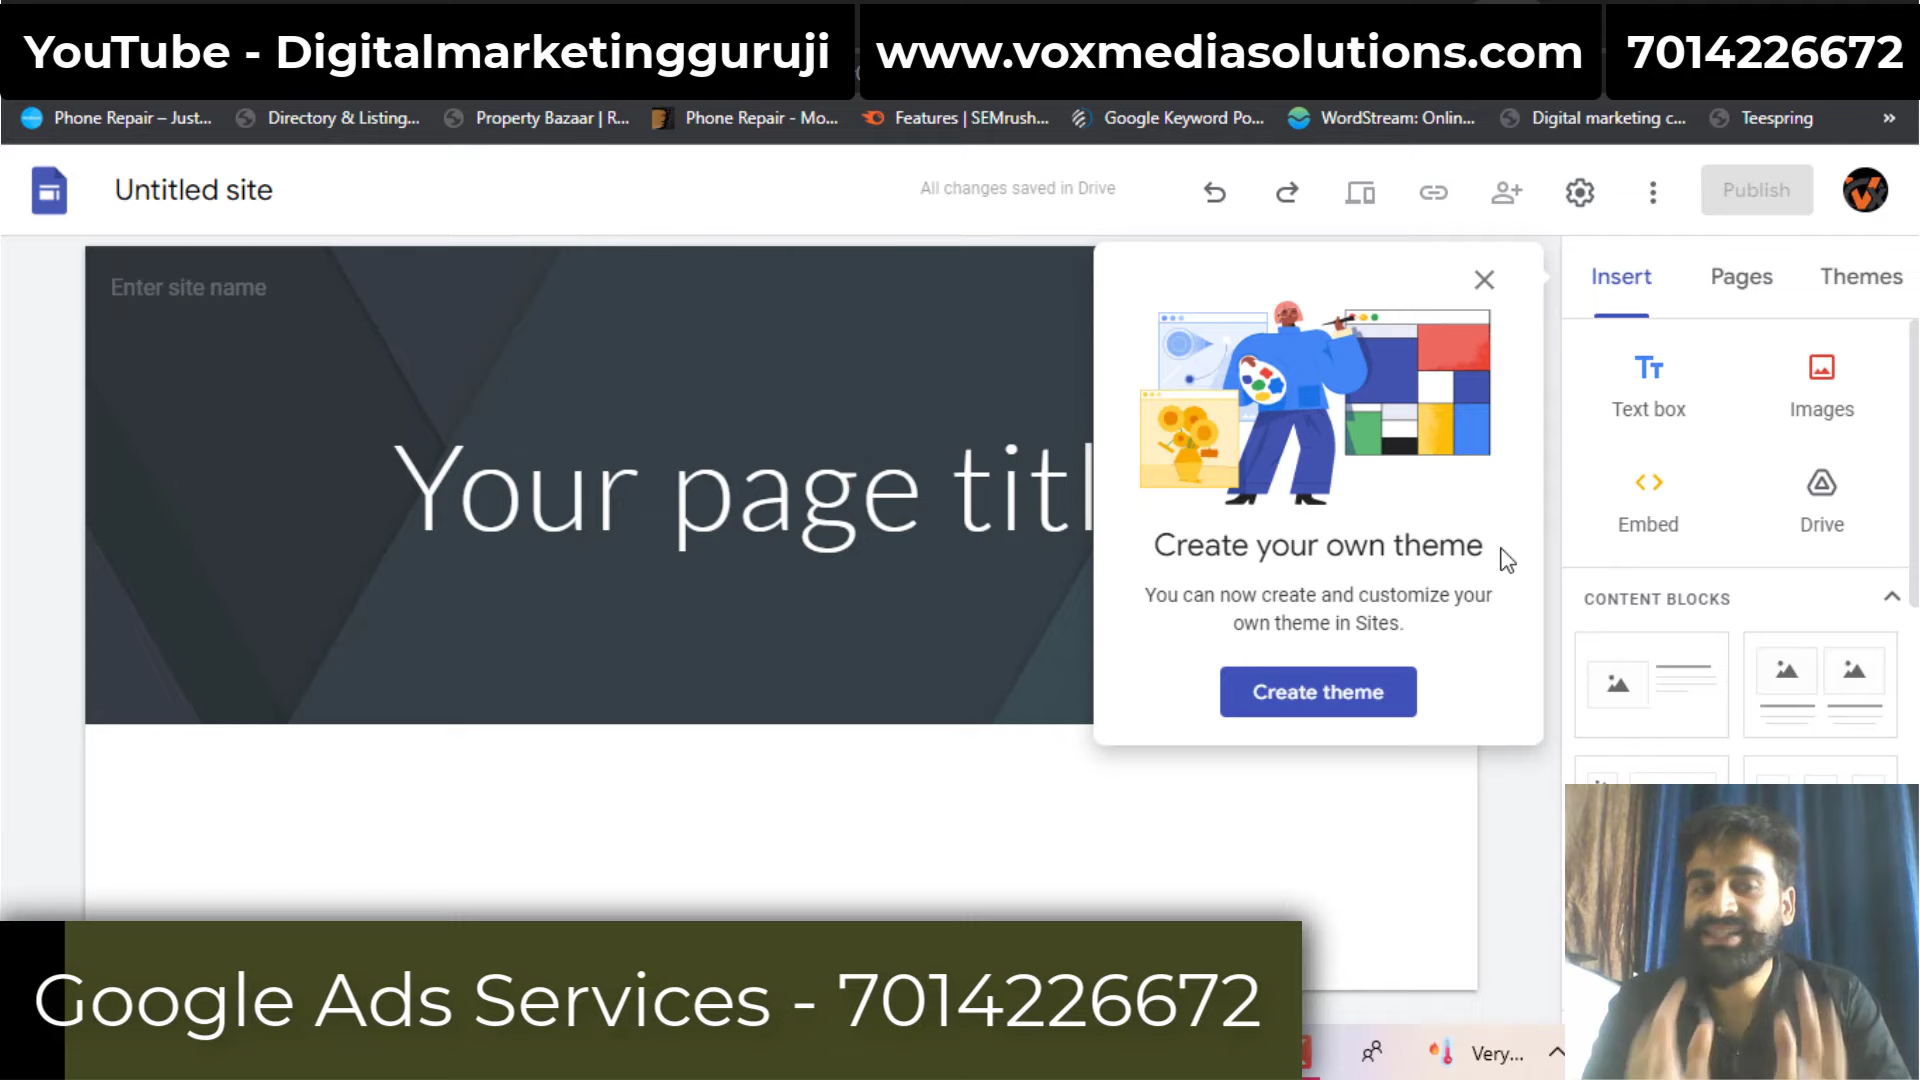 YouTube - Digitalmarketingguruji
www.voxmediasolutions.com
7014226672
Phone Repair – Just...
Directory & Listing...
Property Bazaar | R...
Phone Repair - Mo...
Features | SEMrush...
Google Keyword Po...
WordStream: Onlin...
Digital marketing c...
Teespring
»
Untitled site
All changes saved in Drive
Publish
Enter site name
Your page titl
Create your own theme
You can now create and customize your
own theme in Sites.
Create theme
Insert
Pages
Themes
Text box
Images
Embed
Drive
CONTENT BLOCKS
Google Ads Services - 7014226672
Very...